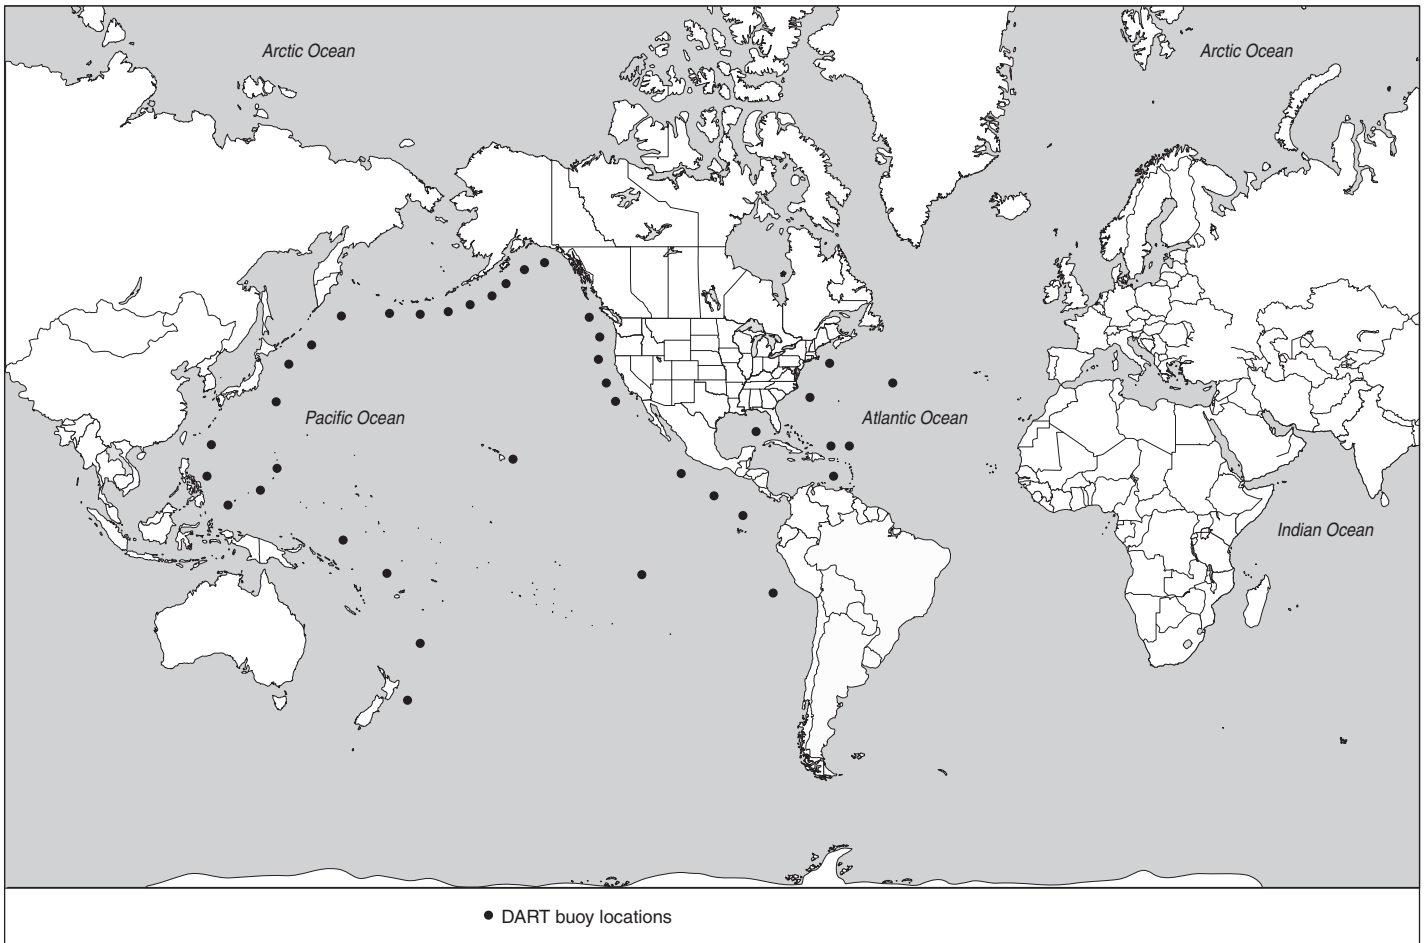 Arctic Ocean
Arctic Ocean
Pacific Ocean
Atlantic Ocean
Indian Ocean
DART buoy locations